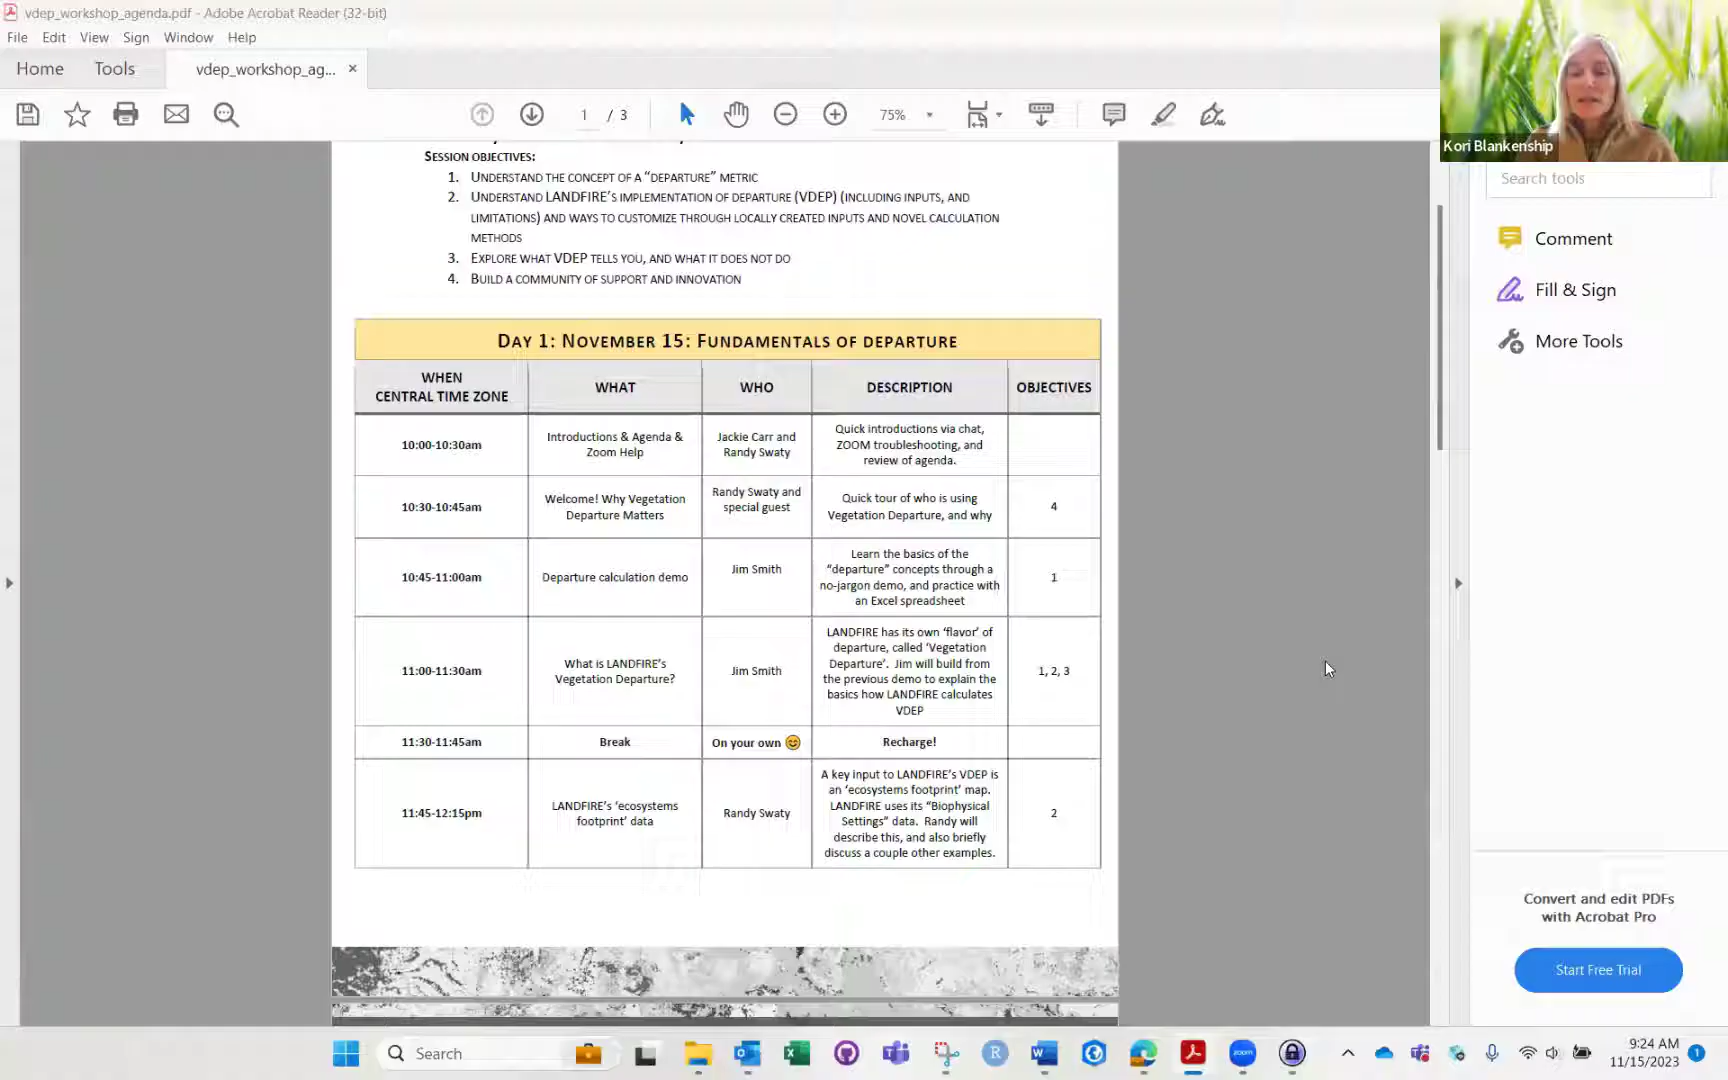 vdep_workshop_agenda.pdf - Adobe Acrobat Reader (32-bit)
File Edit View Sign Window Help
Home Tools vdep_workshop_ag... ×
1 / 3 75%
Kori Blankenship
SESSION OBJECTIVES:
1. UNDERSTAND THE CONCEPT OF A “DEPARTURE” METRIC
2. UNDERSTAND LANDFIRE’S IMPLEMENTATION OF DEPARTURE (VDEP) (INCLUDING INPUTS, AND
LIMITATIONS) AND WAYS TO CUSTOMIZE THROUGH LOCALLY CREATED INPUTS AND NOVEL CALCULATION
METHODS
3. EXPLORE WHAT VDEP TELLS YOU, AND WHAT IT DOES NOT DO
4. BUILD A COMMUNITY OF SUPPORT AND INNOVATION
DAY 1: NOVEMBER 15: FUNDAMENTALS OF DEPARTURE
WHEN
CENTRAL TIME ZONE
WHAT
WHO
DESCRIPTION
OBJECTIVES
10:00-10:30am
Introductions & Agenda &
Zoom Help
Jackie Carr and
Randy Swaty
Quick introductions via chat,
ZOOM troubleshooting, and
review of agenda.
10:30-10:45am
Welcome! Why Vegetation
Departure Matters
Randy Swaty and
special guest
Quick tour of who is using
Vegetation Departure, and why
4
10:45-11:00am
Departure calculation demo
Jim Smith
Learn the basics of the
“departure” concepts through a
no-jargon demo, and practice with
an Excel spreadsheet
1
11:00-11:30am
What is LANDFIRE’s
Vegetation Departure?
Jim Smith
LANDFIRE has its own ‘flavor’ of
departure, called ‘Vegetation
Departure’. Jim will build from
the previous demo to explain the
basics how LANDFIRE calculates
VDEP
1, 2, 3
11:30-11:45am
Break
On your own 😊
Recharge!
11:45-12:15pm
LANDFIRE’s ‘ecosystems
footprint’ data
Randy Swaty
A key input to LANDFIRE’s VDEP is
an ‘ecosystems footprint’ map.
LANDFIRE uses its “Biophysical
Settings” data. Randy will
describe this, and also briefly
discuss a couple other examples.
2
Search tools
Comment
Fill & Sign
More Tools
Convert and edit PDFs
with Acrobat Pro
Start Free Trial
Search
zoom
9:24 AM
11/15/2023
1